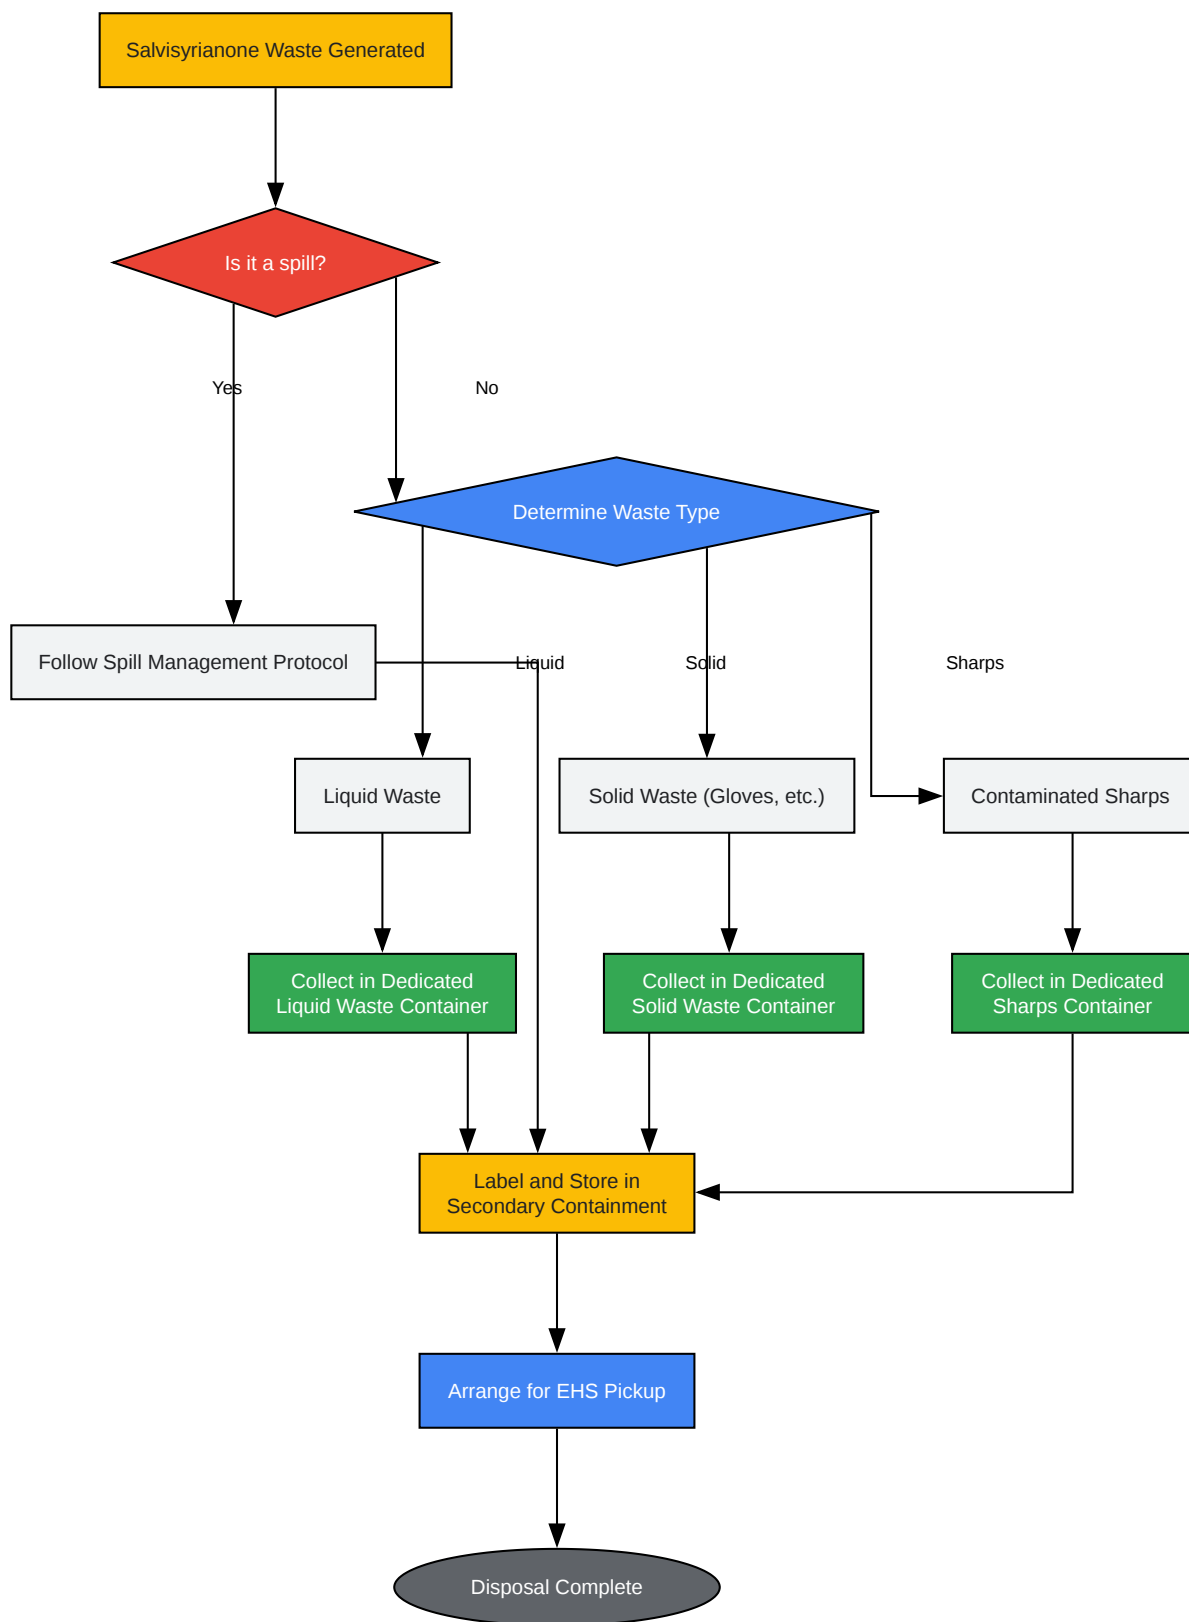 Salvisyrianone Waste Generated
Is it a spill?
Yes
No
Determine Waste Type
Follow Spill Management Protocol
Liquid
Solid
Sharps
Liquid Waste
Solid Waste (Gloves, etc.)
Contaminated Sharps
Collect in Dedicated
Liquid Waste Container
Collect in Dedicated
Solid Waste Container
Collect in Dedicated
Sharps Container
Label and Store in
Secondary Containment
Arrange for EHS Pickup
Disposal Complete